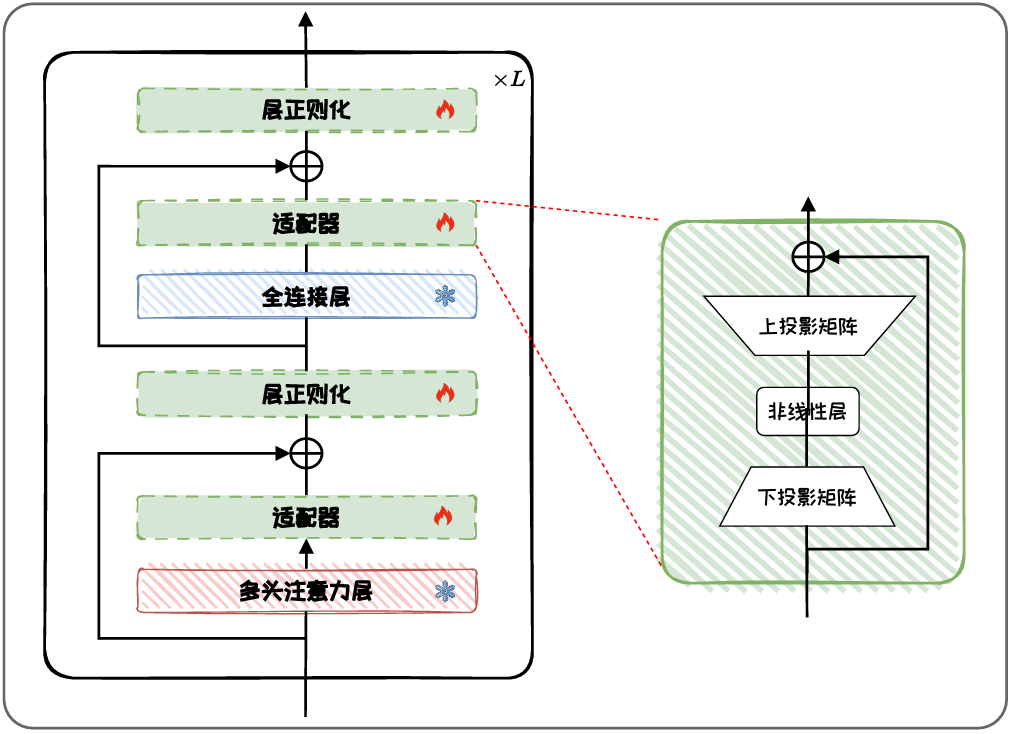 ×L
层正则化
适配器
全连接层
层正则化
适配器
多头注意力层
上投影矩阵
非线性层
下投影矩阵